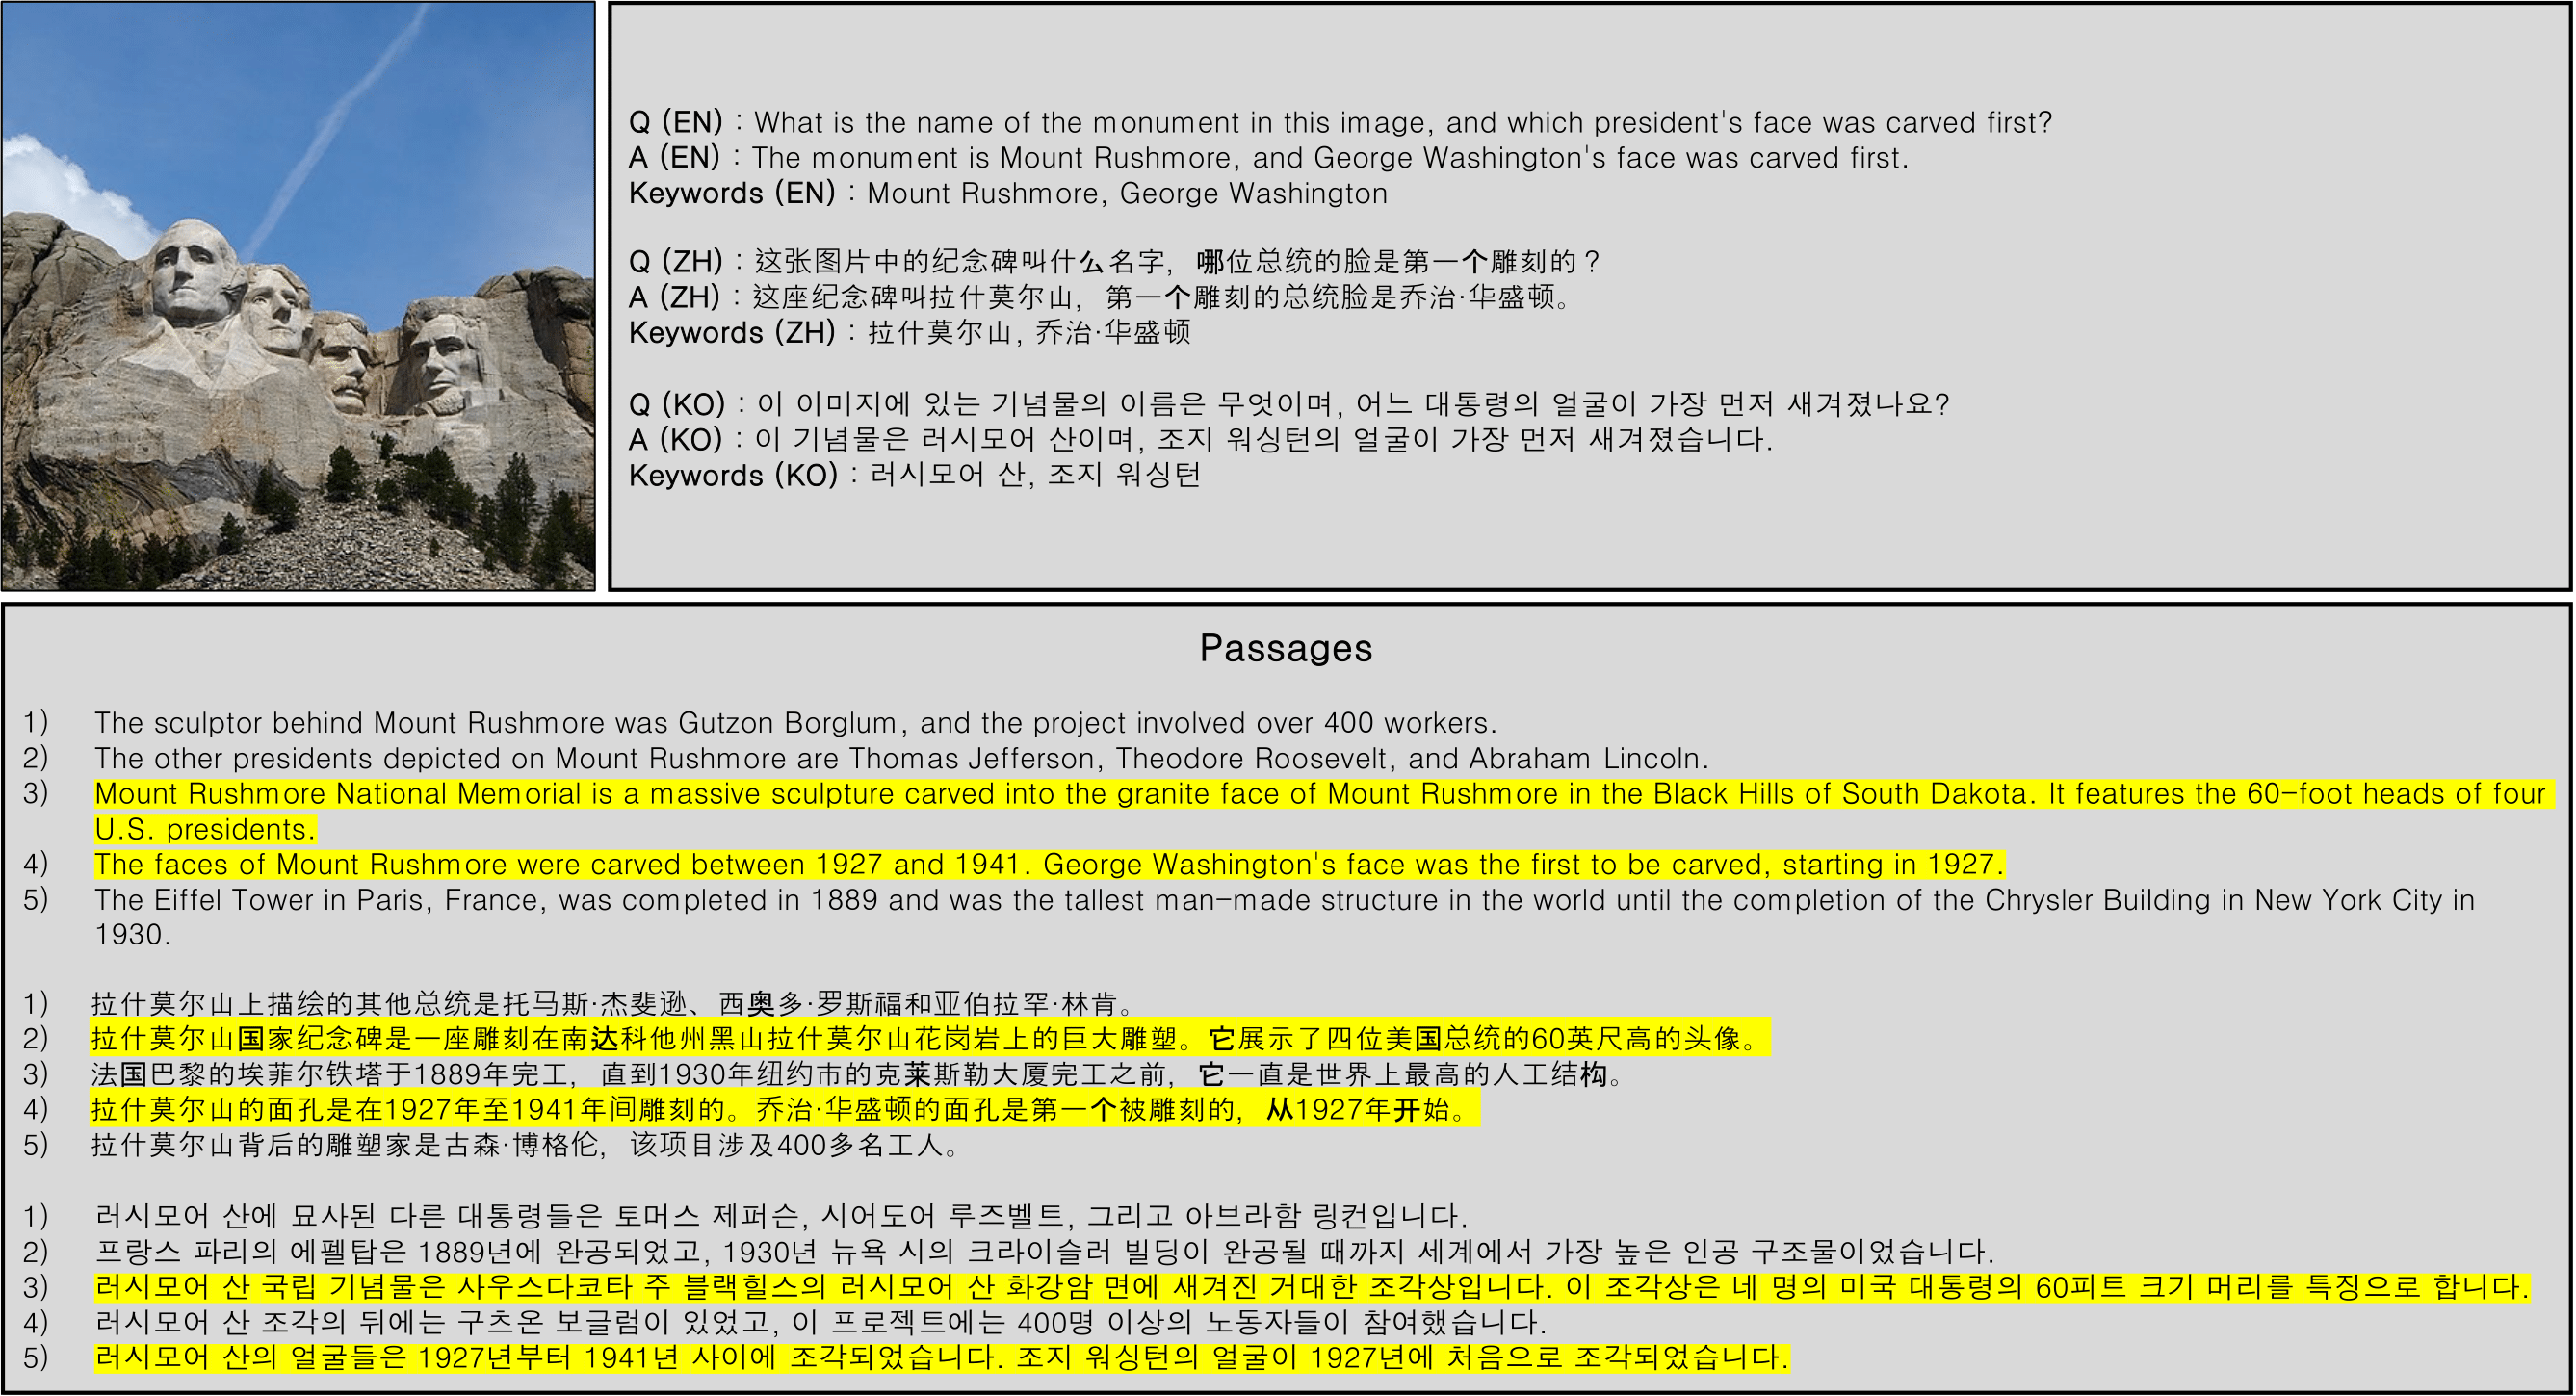 Q (EN) : What is the name of the monument in this image, and which president's face was carved first?
A (EN) : The monument is Mount Rushmore, and George Washington's face was carved first.
Keywords (EN) : Mount Rushmore, George Washington
Q (ZH) : 这张图片中的纪念碑叫什么名字，哪位总统的脸是第一个雕刻的？
A (ZH) : 这座纪念碑叫拉什莫尔山，第一个雕刻的总统脸是乔治·华盛顿。
Keywords (ZH) : 拉什莫尔山, 乔治·华盛顿
Q (KO) : 이 이미지에 있는 기념물의 이름은 무엇이며, 어느 대통령의 얼굴이 가장 먼저 새겨졌나요?
A (KO) : 이 기념물은 러시모어 산이며, 조지 워싱턴의 얼굴이 가장 먼저 새겨졌습니다.
Keywords (KO) : 러시모어 산, 조지 워싱턴
Passages
1) The sculptor behind Mount Rushmore was Gutzon Borglum, and the project involved over 400 workers.
2) The other presidents depicted on Mount Rushmore are Thomas Jefferson, Theodore Roosevelt, and Abraham Lincoln.
3) Mount Rushmore National Memorial is a massive sculpture carved into the granite face of Mount Rushmore in the Black Hills of South Dakota. It features the 60-foot heads of four
U.S. presidents.
4) The faces of Mount Rushmore were carved between 1927 and 1941. George Washington's face was the first to be carved, starting in 1927.
5) The Eiffel Tower in Paris, France, was completed in 1889 and was the tallest man-made structure in the world until the completion of the Chrysler Building in New York City in
1930.
1) 拉什莫尔山上描绘的其他总统是托马斯·杰斐逊、西奥多·罗斯福和亚伯拉罕·林肯。
2) 拉什莫尔山国家纪念碑是一座雕刻在南达科他州黑山拉什莫尔山花岗岩上的巨大雕塑。它展示了四位美国总统的60英尺高的头像。
3) 法国巴黎的埃菲尔铁塔于1889年完工，直到1930年纽约市的克莱斯勒大厦完工之前，它一直是世界上最高的人工结构。
4) 拉什莫尔山的面孔是在1927年至1941年间雕刻的。乔治·华盛顿的面孔是第一个被雕刻的，从1927年开始。
5) 拉什莫尔山背后的雕塑家是古森·博格伦，该项目涉及400多名工人。
1) 러시모어 산에 묘사된 다른 대통령들은 토머스 제퍼슨, 시어도어 루즈벨트, 그리고 아브라함 링컨입니다.
2) 프랑스 파리의 에펠탑은 1889년에 완공되었고, 1930년 뉴욕 시의 크라이슬러 빌딩이 완공될 때까지 세계에서 가장 높은 인공 구조물이었습니다.
3) 러시모어 산 국립 기념물은 사우스다코타 주 블랙힐스의 러시모어 산 화강암 면에 새겨진 거대한 조각상입니다. 이 조각상은 네 명의 미국 대통령의 60피트 크기 머리를 특징으로 합니다.
4) 러시모어 산 조각의 뒤에는 구츠온 보글럼이 있었고, 이 프로젝트에는 400명 이상의 노동자들이 참여했습니다.
5) 러시모어 산의 얼굴들은 1927년부터 1941년 사이에 조각되었습니다. 조지 워싱턴의 얼굴이 1927년에 처음으로 조각되었습니다.